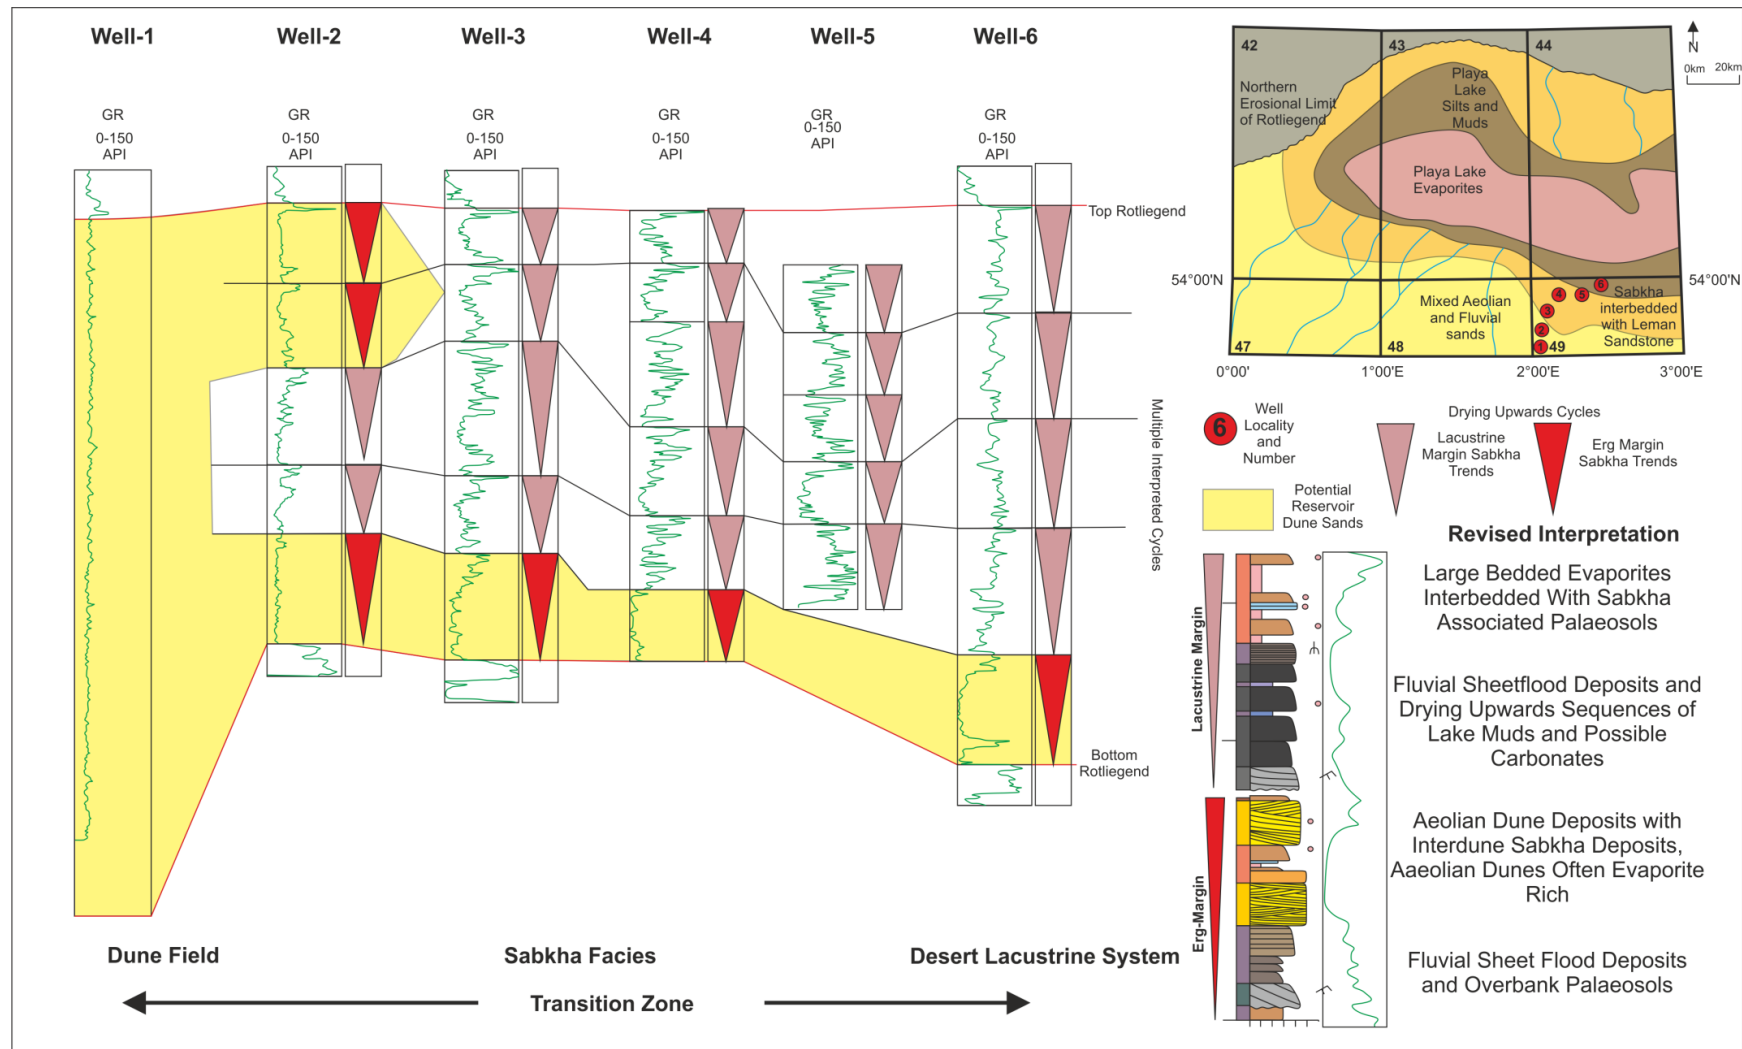 Well-1
Well-2
Well-3
Well-4
Well-5
Well-6
GR
0-150
API
GR
0-150
API
GR
0-150
API
GR
0-150
API
GR
0-150
API
GR
0-150
API
Top Rotliegend
Bottom
Rotliegend
Multiple Interpreted Cycles
Dune Field
Sabkha Facies
Desert Lacustrine System
Transition Zone
42
43
44
47
48
49
Northern
Erosional Limit
of Rotliegend
Playa
Lake
Silts and
Muds
Playa Lake
Evaporites
Mixed Aeolian
and Fluvial
sands
Sabkha
interbedded
with Leman
Sandstone
1
2
3
4
5
6
N
0km
20km
54°00'N
54°00'N
0°00'
1°00'E
2°00'E
3°00'E
6
Well
Locality
and
Number
Drying Upwards Cycles
Lacustrine
Margin Sabkha
Trends
Erg Margin
Sabkha Trends
Potential
Reservoir
Dune Sands
Revised Interpretation
Lacustrine Margin
Large Bedded Evaporites
Interbedded With Sabkha
Associated Palaeosols
Fluvial Sheetflood Deposits and
Drying Upwards Sequences of
Lake Muds and Possible
Carbonates
Erg-Margin
Aeolian Dune Deposits with
Interdune Sabkha Deposits,
Aaeolian Dunes Often Evaporite
Rich
Fluvial Sheet Flood Deposits
and Overbank Palaeosols